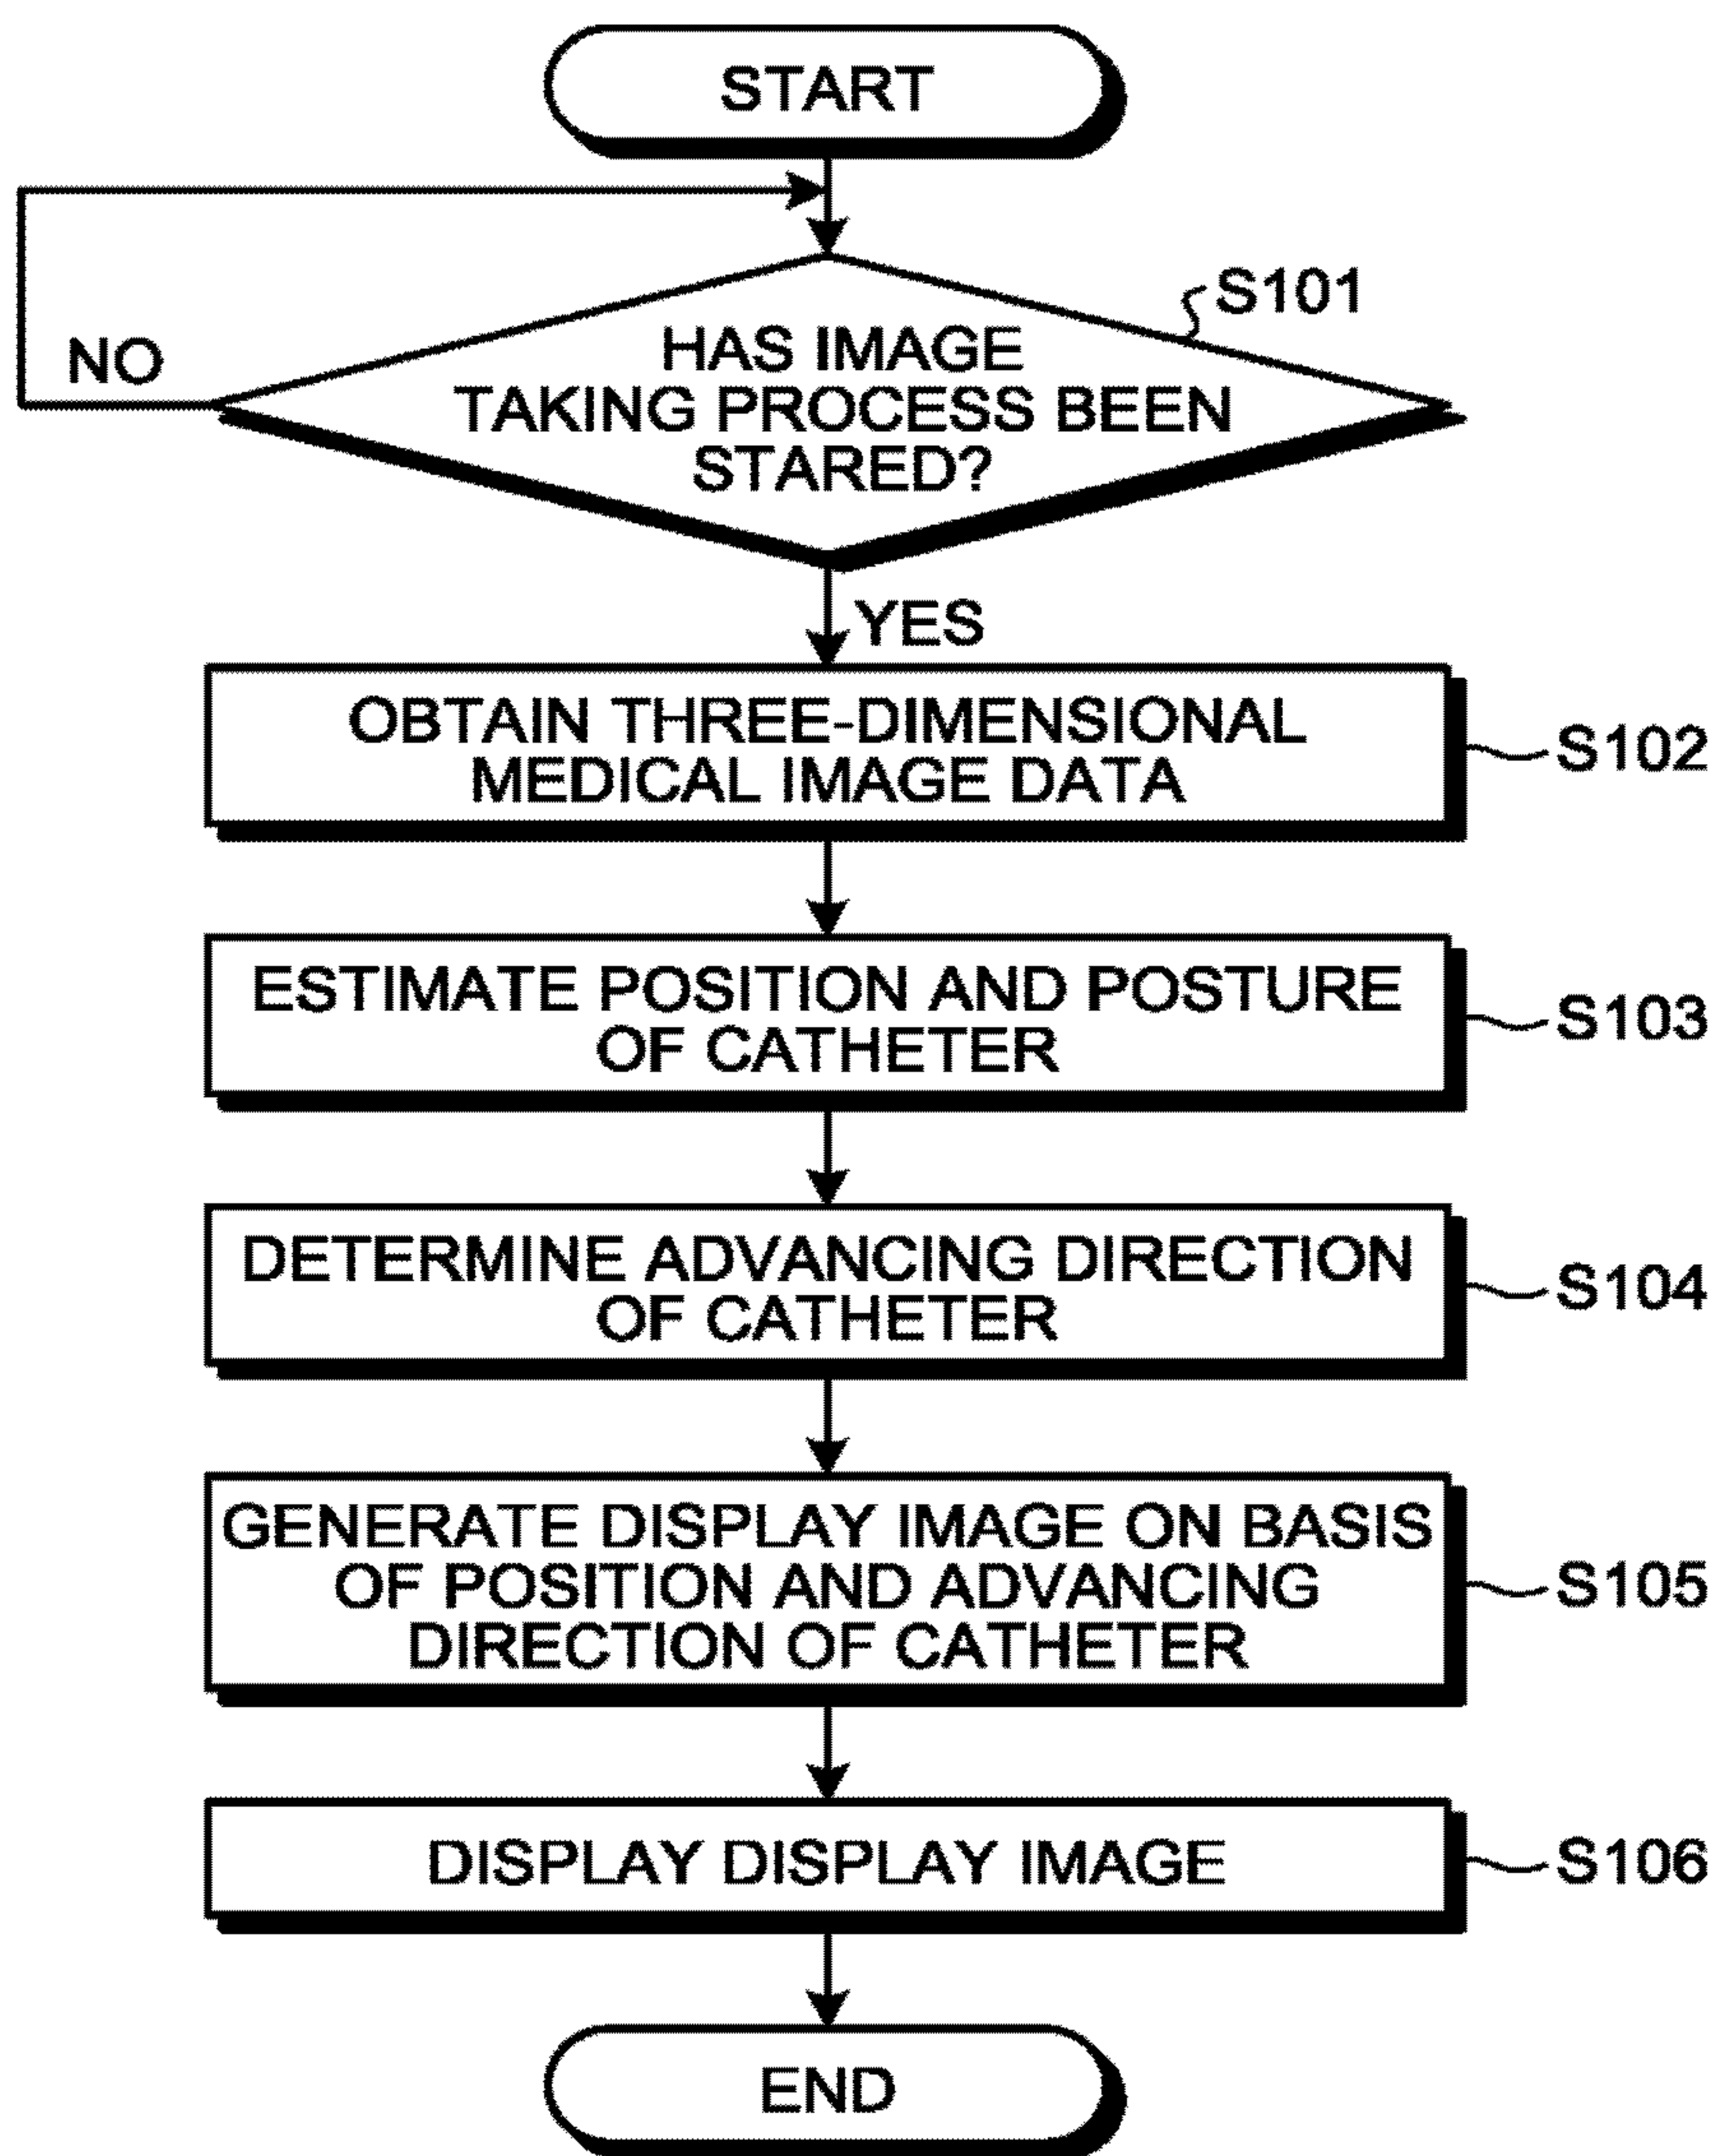 START
S101
NO
HAS IMAGE
TAKING PROCESS BEEN
STARED?
YES
OBTAIN THREE-DIMENSIONAL
MEDICAL IMAGE DATA
S102
ESTIMATE POSITION AND POSTURE
OF CATHETER
S103
DETERMINE ADVANCING DIRECTION
OF CATHETER
S104
GENERATE DISPLAY IMAGE ON BASIS
OF POSITION AND ADVANCING
DIRECTION OF CATHETER
S105
DISPLAY DISPLAY IMAGE
S106
END